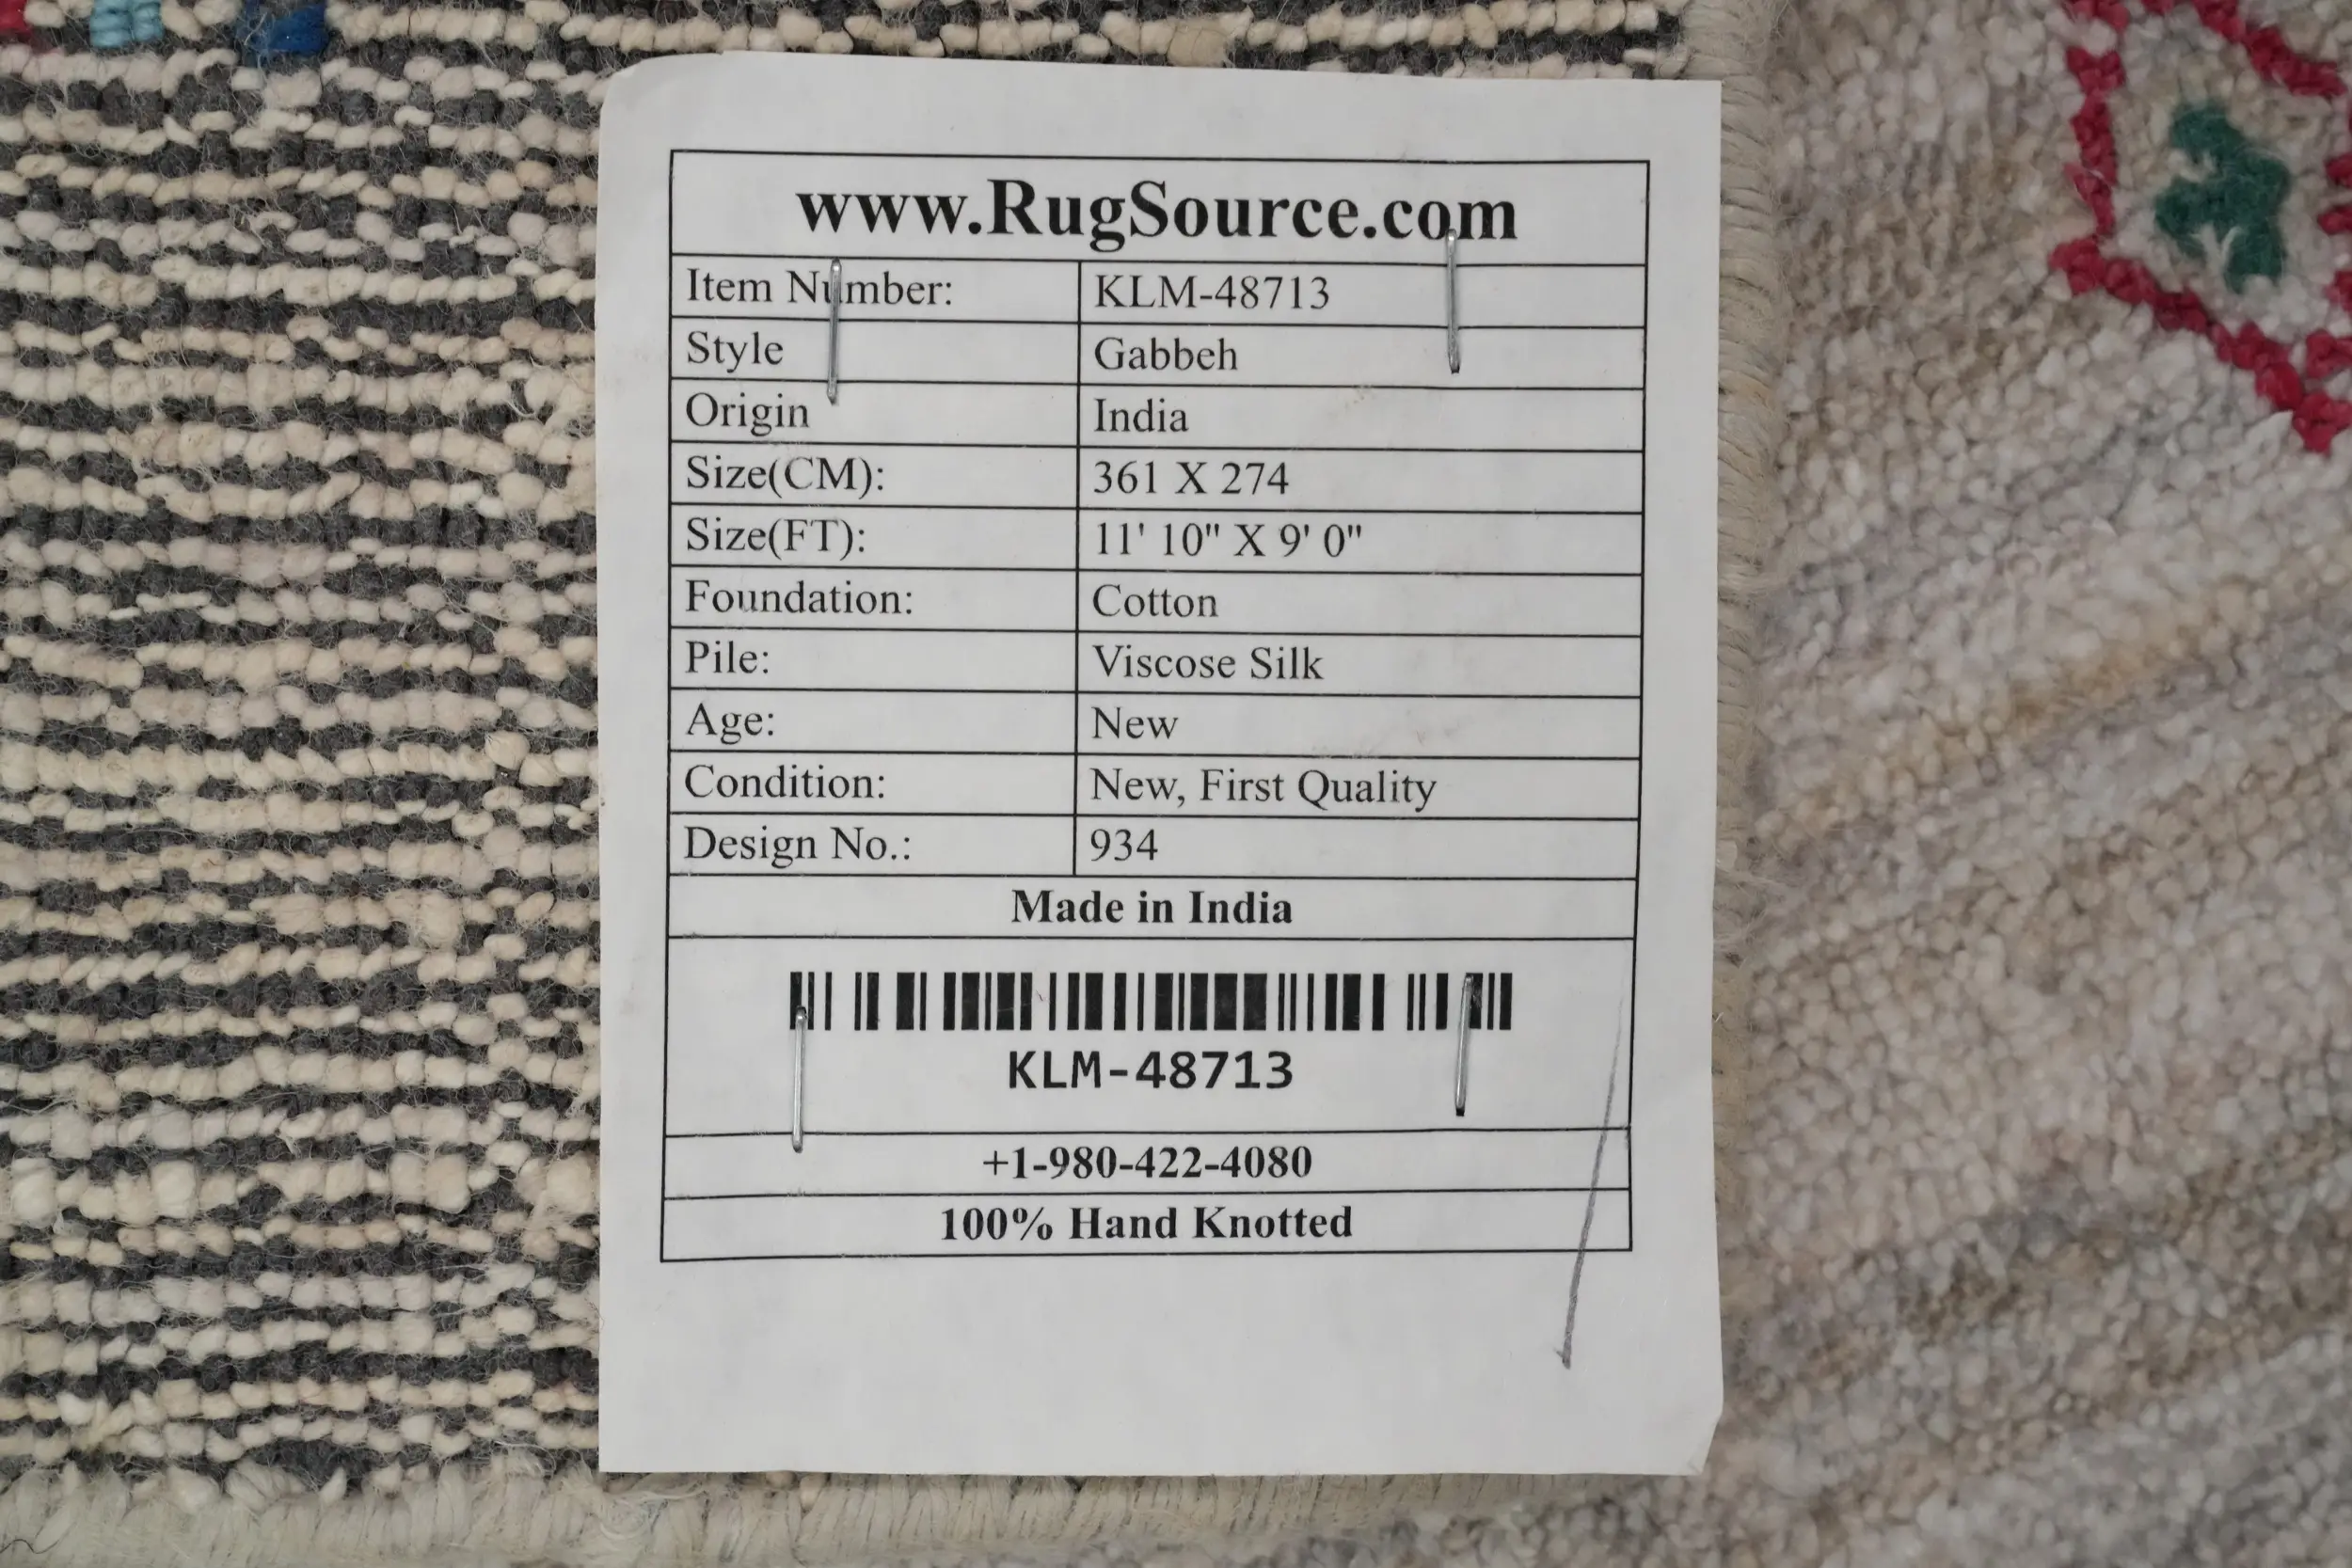 www.RugSource.com
Item Number: KLM-48713
Style Gabbeh
Origin India
Size(CM): 361 X 274
Size(FT): 11' 10" X 9' 0"
Foundation: Cotton
Pile: Viscose Silk
Age: New
Condition: New, First Quality
Design No.: 934
Made in India
KLM-48713
+1-980-422-4080
100% Hand Knotted